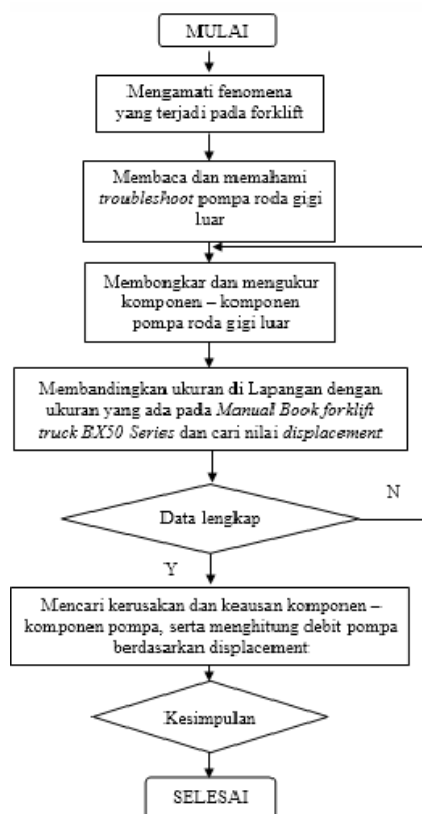 MULAI
Mengamati fenomena
yang terjadi pada forklift
Membaca dan memahami
troubleshoot pompa roda gigi
luar
Membongkar dan mengukur
komponen – komponen
pompa roda gigi luar
Membandingkan ukuran di Lapangan dengan
ukuran yang ada pada Manual Book forklift
truck BX50 Series dan cari nilai displacement
Data lengkap
N
Y
Mencari kerusakan dan keausan komponen –
komponen pompa, serta menghitung debit pompa
berdasarkan displacement
Kesimpulan
SELESAI